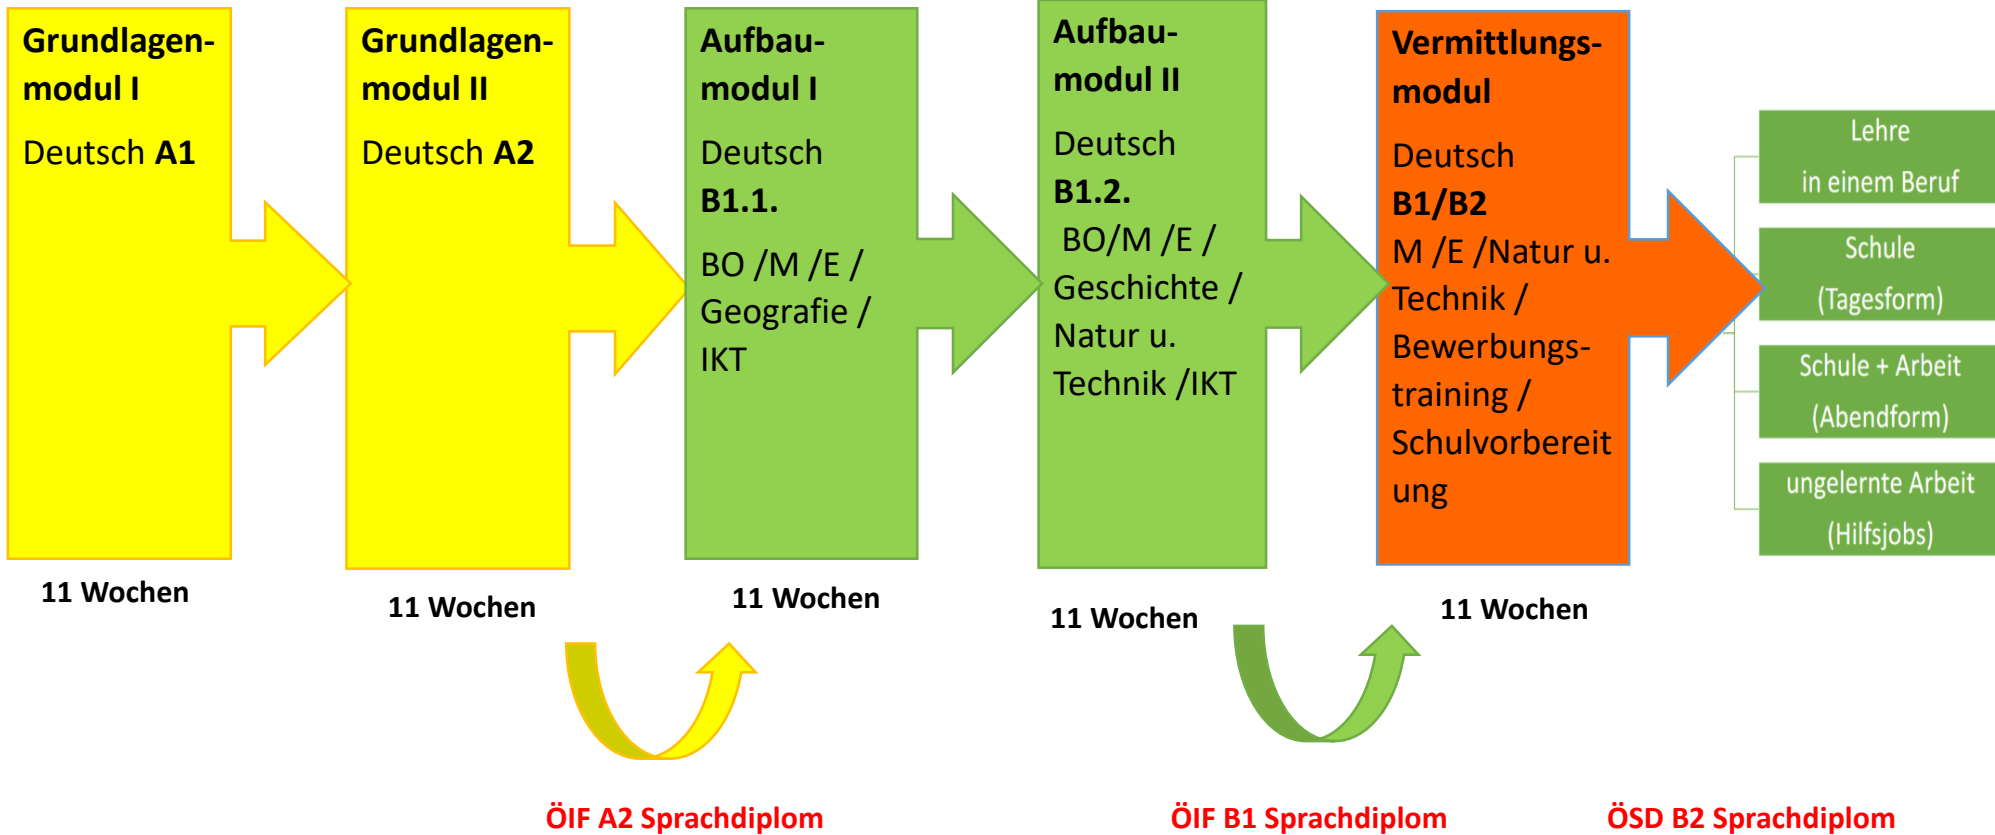 Grundlagen-
modul I
Deutsch A1
Grundlagen-
modul II
Deutsch A2
Aufbau-
modul I
Deutsch
B1.1.
BO /M /E /
Geografie /
IKT
Aufbau-
modul II
Deutsch
B1.2.
BO/M /E /
Geschichte /
Natur u.
Technik /IKT
Vermittlungs-
modul
Deutsch
B1/B2
M /E /Natur u.
Technik /
Bewerbungs-
training /
Schulvorbereit
ung
Lehre
in einem Beruf
Schule
(Tagesform)
Schule + Arbeit
(Abendform)
ungelernte Arbeit
(Hilfsjobs)
11 Wochen
11 Wochen
11 Wochen
11 Wochen
11 Wochen
ÖIF A2 Sprachdiplom
ÖIF B1 Sprachdiplom
ÖSD B2 Sprachdiplom